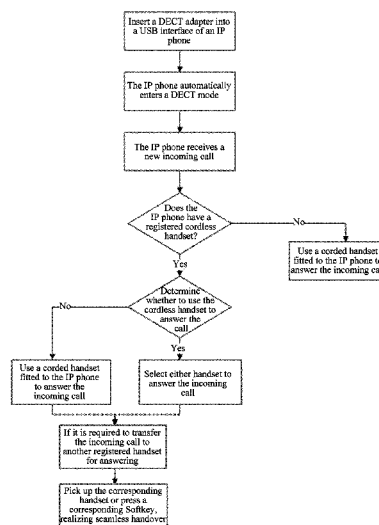 Insert a DECT adapter into
a USB interface of an IP
phone
The IP phone automatically
enters a DECT mode
The IP phone receives a
new incoming call
Does the
IP phone have a
registered cordless
handset?
No
Use a corded handset
fitted to the IP phone to
answer the incoming call
Yes
Determine
whether to use the
cordless handset to
answer the
call
No
Yes
Use a corded handset
fitted to the IP phone
to answer the
incoming call
Select either handset to
answer the incoming
call
If it is required to transfer
the incoming call to
another registered handset
for answering
Pick up the corresponding
handset or press a
corresponding Softkey,
realizing seamless handover